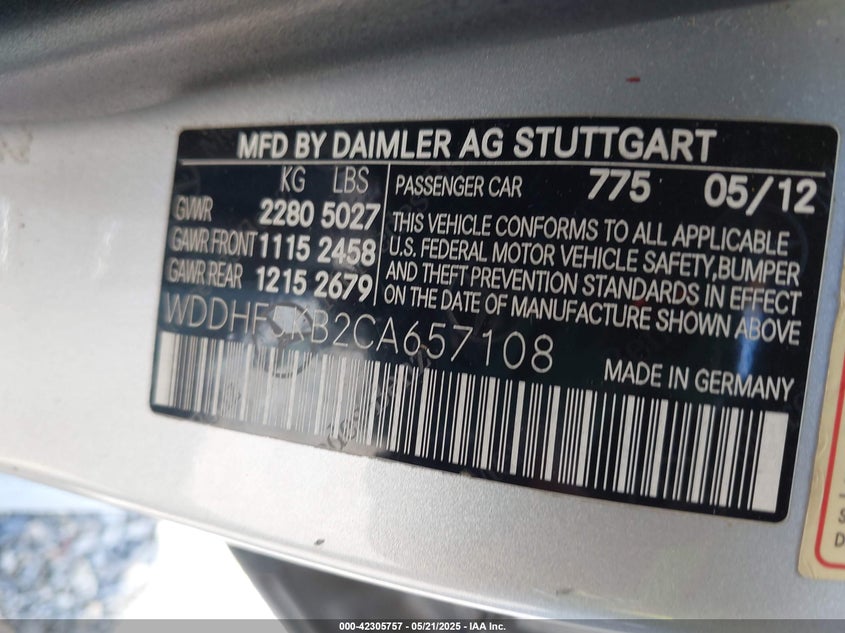 MFD BY DAIMLER AG STUTTGART
KG LBS
GVWR 2280 5027
GAWR FRONT 1115 2458
GAWR REAR 1215 2679
PASSENGER CAR 775 05/12
THIS VEHICLE CONFORMS TO ALL APPLICABLE
U.S. FEDERAL MOTOR VEHICLE SAFETY,BUMPER
AND THEFT PREVENTION STANDARDS IN EFFECT
ON THE DATE OF MANUFACTURE SHOWN ABOVE
WDDHF5KB2CA657108
MADE IN GERMANY
S
D
000-42305757 - 05/21/2025 - IAA Inc.